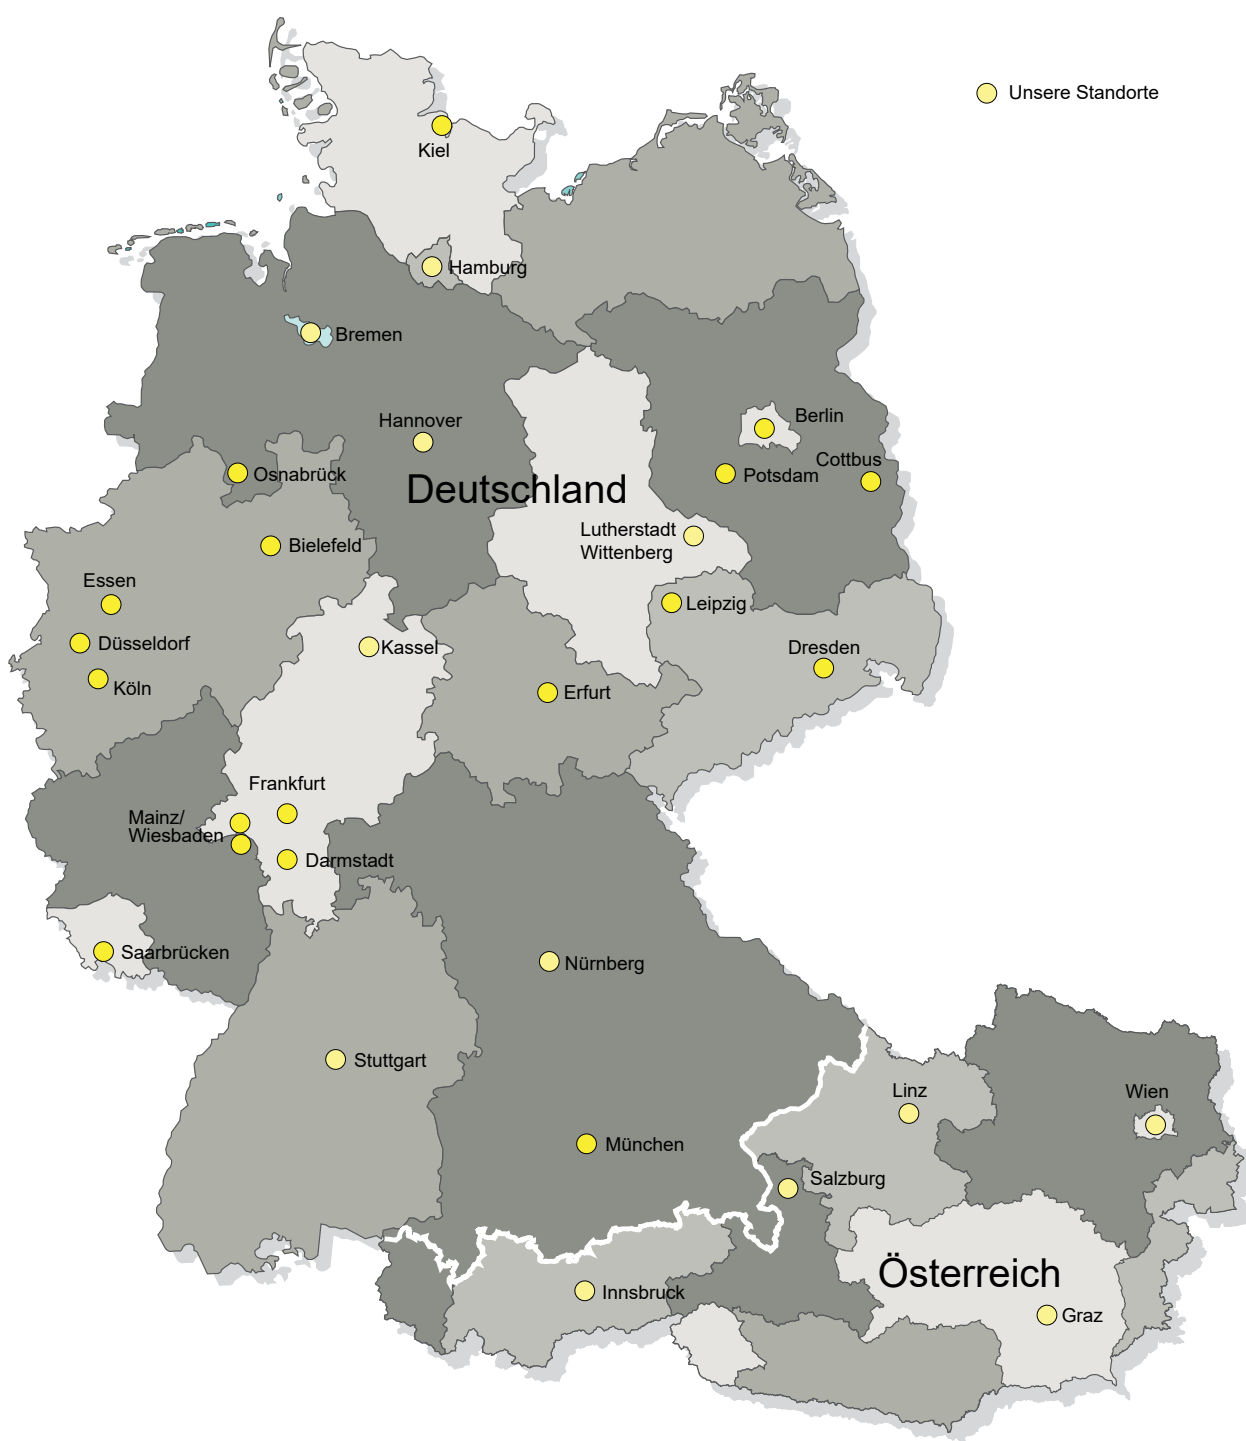 Unsere Standorte
Kiel
Hamburg
Bremen
Hannover
Berlin
Cottbus
Osnabrück
Potsdam
Deutschland
Lutherstadt
Wittenberg
Bielefeld
Essen
Leipzig
Düsseldorf
Kassel
Dresden
Köln
Erfurt
Frankfurt
Mainz/
Wiesbaden
Darmstadt
Saarbrücken
Nürnberg
Stuttgart
Linz
Wien
München
Salzburg
Österreich
Innsbruck
Graz